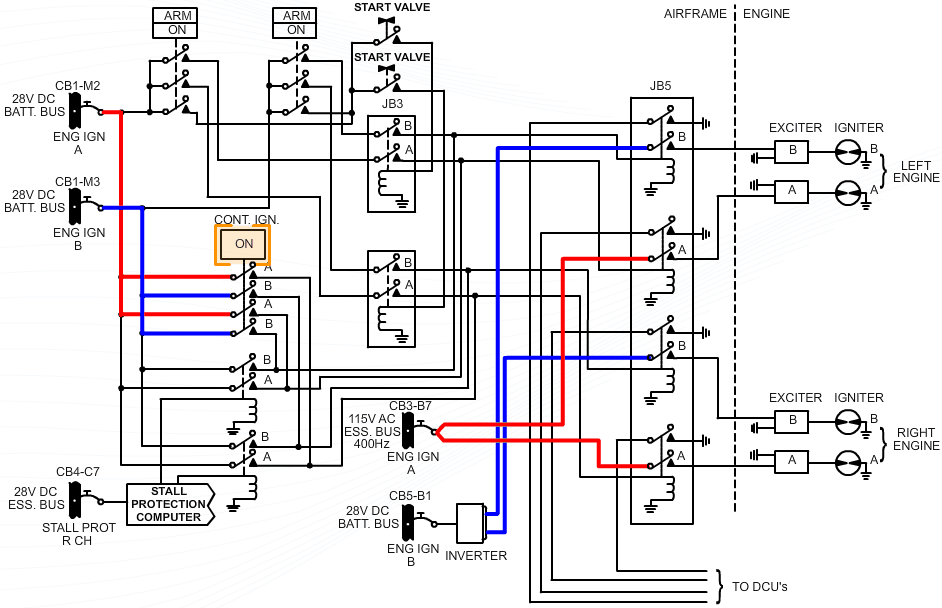 START VALVE
ARM
ON
ARM
ON
AIRFRAME
ENGINE
START VALVE
CB1-M2
28V DC
BATT. BUS
ENG IGN
A
JB3
JB5
B
A
B
EXCITER
IGNITER
B
B
A
A
LEFT
ENGINE
CB1-M3
28V DC
BATT. BUS
ENG IGN
B
CONT. IGN.
ON
A
B
A
B
B
A
A
B
A
B
B
A
B
A
CB3-B7
115V AC
ESS. BUS
400Hz
ENG IGN
A
EXCITER
IGNITER
B
B
A
A
RIGHT
ENGINE
CB4-C7
28V DC
ESS. BUS
STALL PROT
R CH
STALL
PROTECTION
COMPUTER
CB5-B1
28V DC
BATT. BUS
ENG IGN
B
INVERTER
TO DCU's